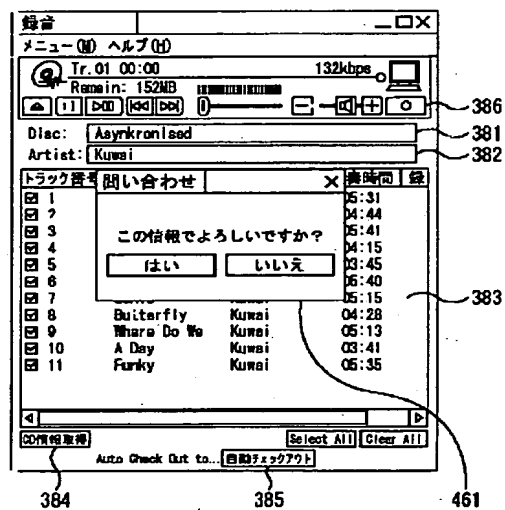 録音
メニュー(M) ヘルプ(H)
Tr.01 00:00 132kbps
Remain: 152MB
386
Disc: Asynkronised 381
Artist: Kuwai 382
トラック番号 問い合わせ × 奏時間 録
1 05:31
2 04:44
3 05:41
4 04:15
5 03:45
6 05:40
この情報でよろしいですか?
はい いいえ
7 05:15
383
8 Buiterfly Kuwai 04:28
9 Where Do We Kuwai 05:13
10 A Day Kuwai 03:41
11 Funky Kuwai 05:35
CD情報取得 Select All Clear All
Auto Check Out to... 自動チェックアウト
384 385 461